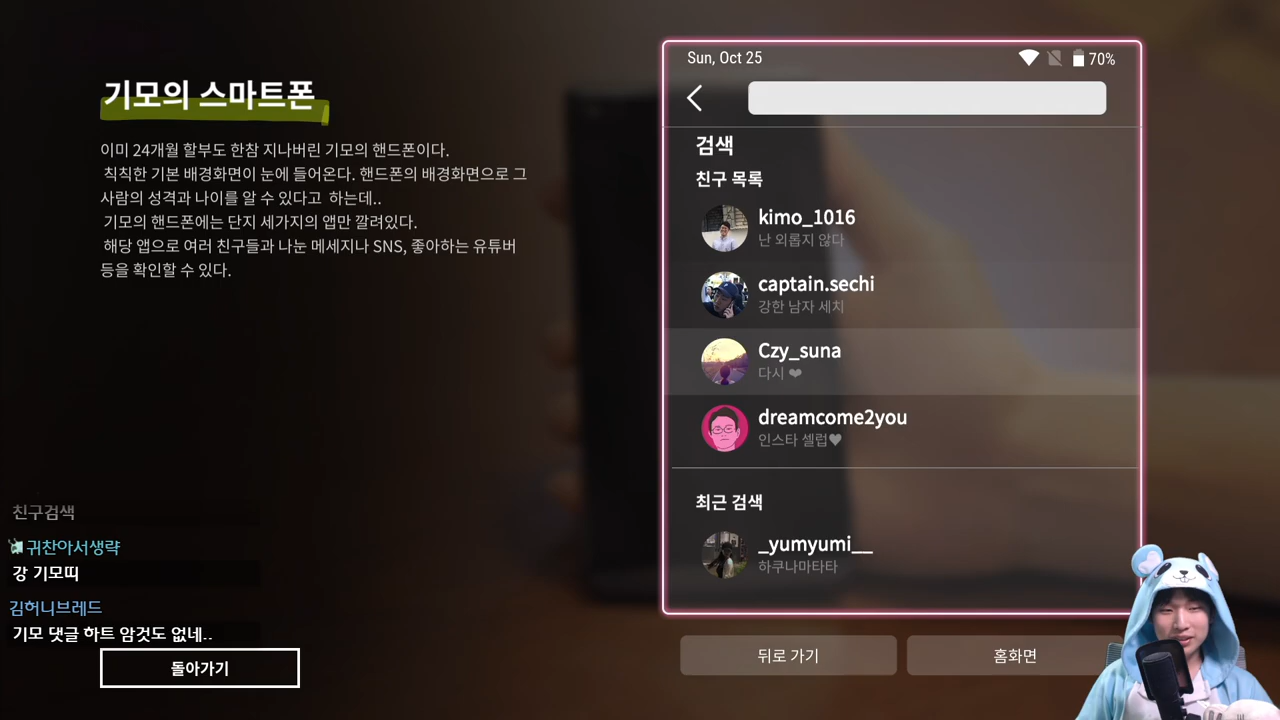 기모의 스마트폰
이미 24개월 할부도 한참 지나버린 기모의 핸드폰이다.
칙칙한 기본 배경화면이 눈에 들어온다. 핸드폰의 배경화면으로 그
사람의 성격과 나이를 알 수 있다고 하는데..
기모의 핸드폰에는 단지 세가지의 앱만 깔려있다.
해당 앱으로 여러 친구들과 나눈 메세지나 SNS, 좋아하는 유튜버
등을 확인할 수 있다.
친구검색
귀찬아서생략
강 기모띠
김허니브레드
기모 댓글 하트 암것도 없네..
돌아가기
Sun, Oct 25
70%
검색
친구 목록
kimo_1016
난 외롭지 않다
captain.sechi
강한 남자 세치
Czy_suna
다시 ❤
dreamcome2you
인스타 셀럽♥
최근 검색
_yumyumi__
하쿠나마타타
뒤로 가기
홈화면